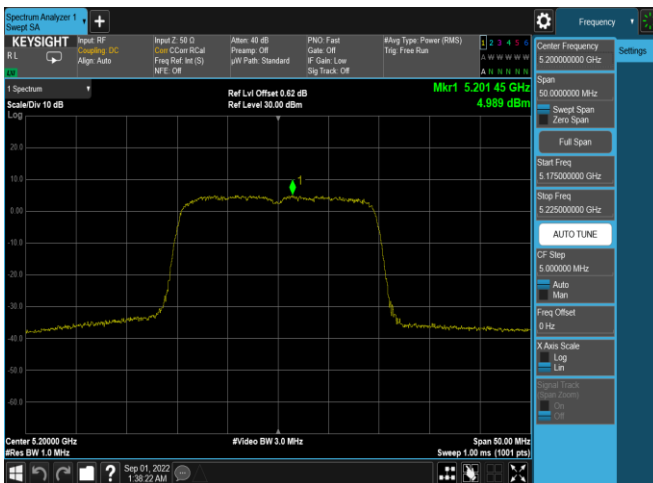 Spectrum Analyzer 1
Swept SA
+
Frequency
KEYSIGHT
R L
LXI
Input: RF
Coupling: DC
Align: Auto
Input Z: 50 Ω
Corr CCorr RCal
Freq Ref: Int (S)
NFE: Off
Atten: 40 dB
Preamp: Off
µW Path: Standard
PNO: Fast
Gate: Off
IF Gain: Low
Sig Track: Off
#Avg Type: Power (RMS)
Trig: Free Run
1 2 3 4 5 6
A W W W W W
A N N N N N
1 Spectrum
Scale/Div 10 dB
Log
Ref Lvl Offset 0.62 dB
Ref Level 30.00 dBm
Mkr1 5.201 45 GHz
4.989 dBm
20.0
10.0
0.00
-10.0
-20.0
-30.0
-40.0
-50.0
-60.0
1
Center 5.20000 GHz
#Res BW 1.0 MHz
#Video BW 3.0 MHz
Span 50.00 MHz
Sweep 1.00 ms (1001 pts)
Sep 01, 2022
1:38:22 AM
?
Center Frequency
5.200000000 GHz
Settings
Span
50.0000000 MHz
Swept Span
Zero Span
Full Span
Start Freq
5.175000000 GHz
Stop Freq
5.225000000 GHz
AUTO TUNE
CF Step
5.000000 MHz
Auto
Man
Freq Offset
0 Hz
X Axis Scale
Log
Lin
Signal Track
(Span Zoom)
On
Off